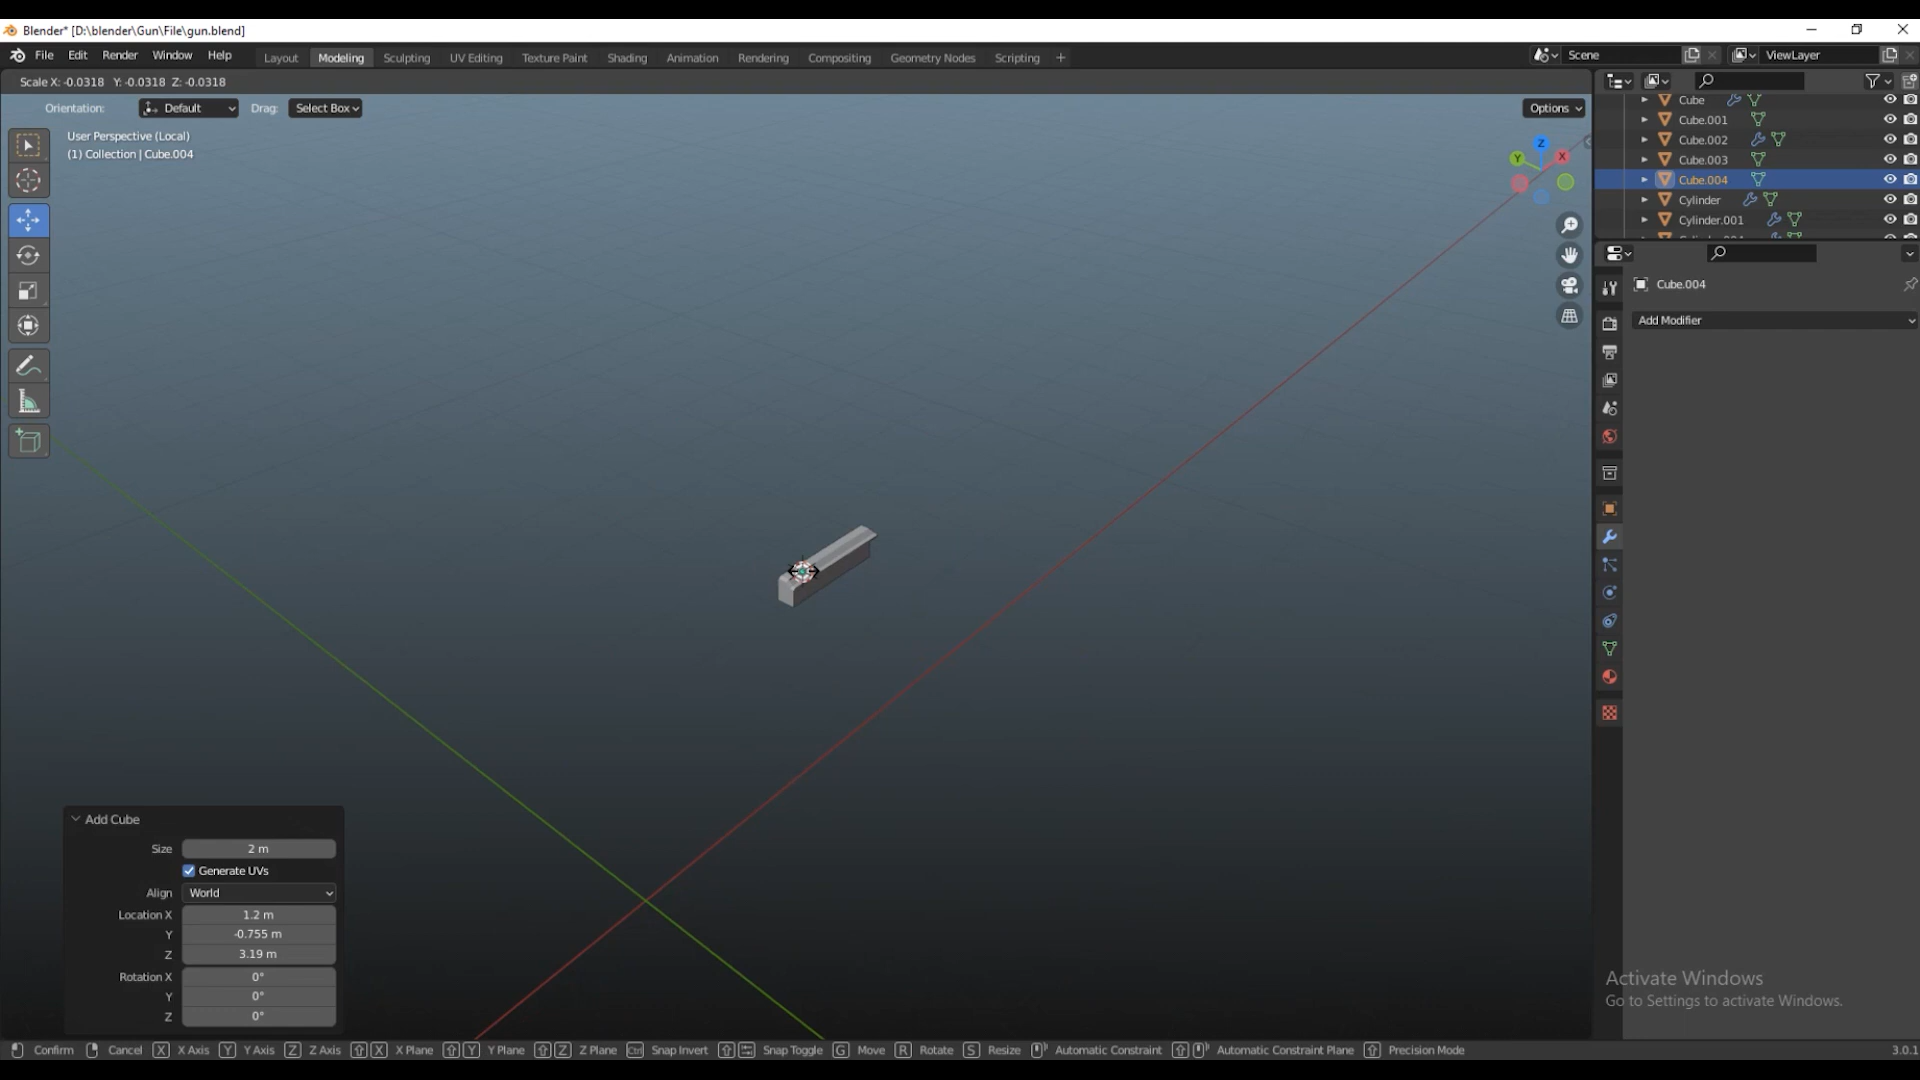 Blender* [D:\blender\Gun\File\gun.blend]
File Edit Render Window Help Layout Modeling Sculpting UV Editing Texture Paint Shading Animation Rendering Compositing Geometry Nodes Scripting + Scene ViewLayer
Scale X: -0.0318 Y: -0.0318 Z: -0.0318
Orientation: Default Drag: Select Box Options
User Perspective (Local)
(1) Collection | Cube.004
Z
Y
X
Cube
Cube.001
Cube.002
Cube.003
Cube.004
Cylinder
Cylinder.001
Cube.004
Add Modifier
Add Cube
Size 2 m
Generate UVs
Align World
Location X 1.2 m
Y -0.755 m
Z 3.19 m
Rotation X 0°
Y 0°
Z 0°
Activate Windows
Go to Settings to activate Windows.
Confirm Cancel X X Axis Y Y Axis Z Z Axis X X Plane Y Y Plane Z Z Plane Ctrl Snap Invert Snap Toggle G Move R Rotate S Resize Automatic Constraint Automatic Constraint Plane Precision Mode 3.0.1